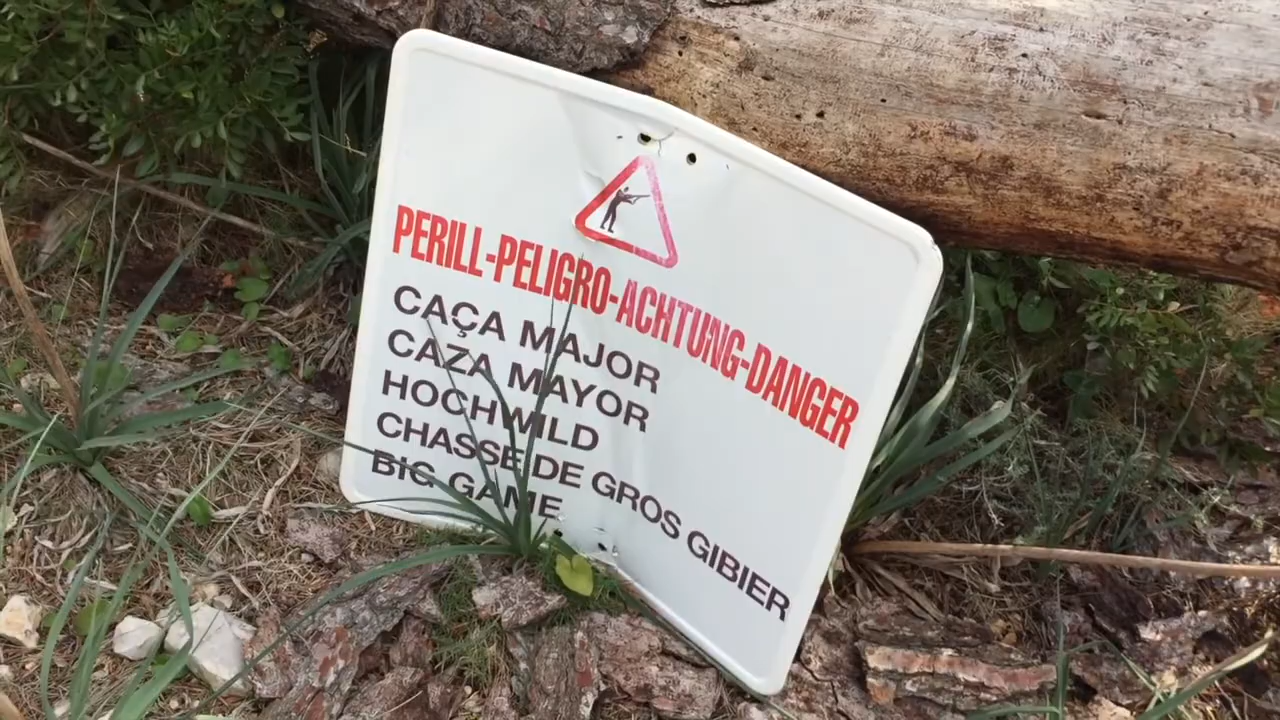 PERILL-PELIGRO-ACHTUNG-DANGER
CAÇA MAJOR
CAZA MAYOR
HOCHWILD
CHASSE DE GROS GIBIER
BIG GAME